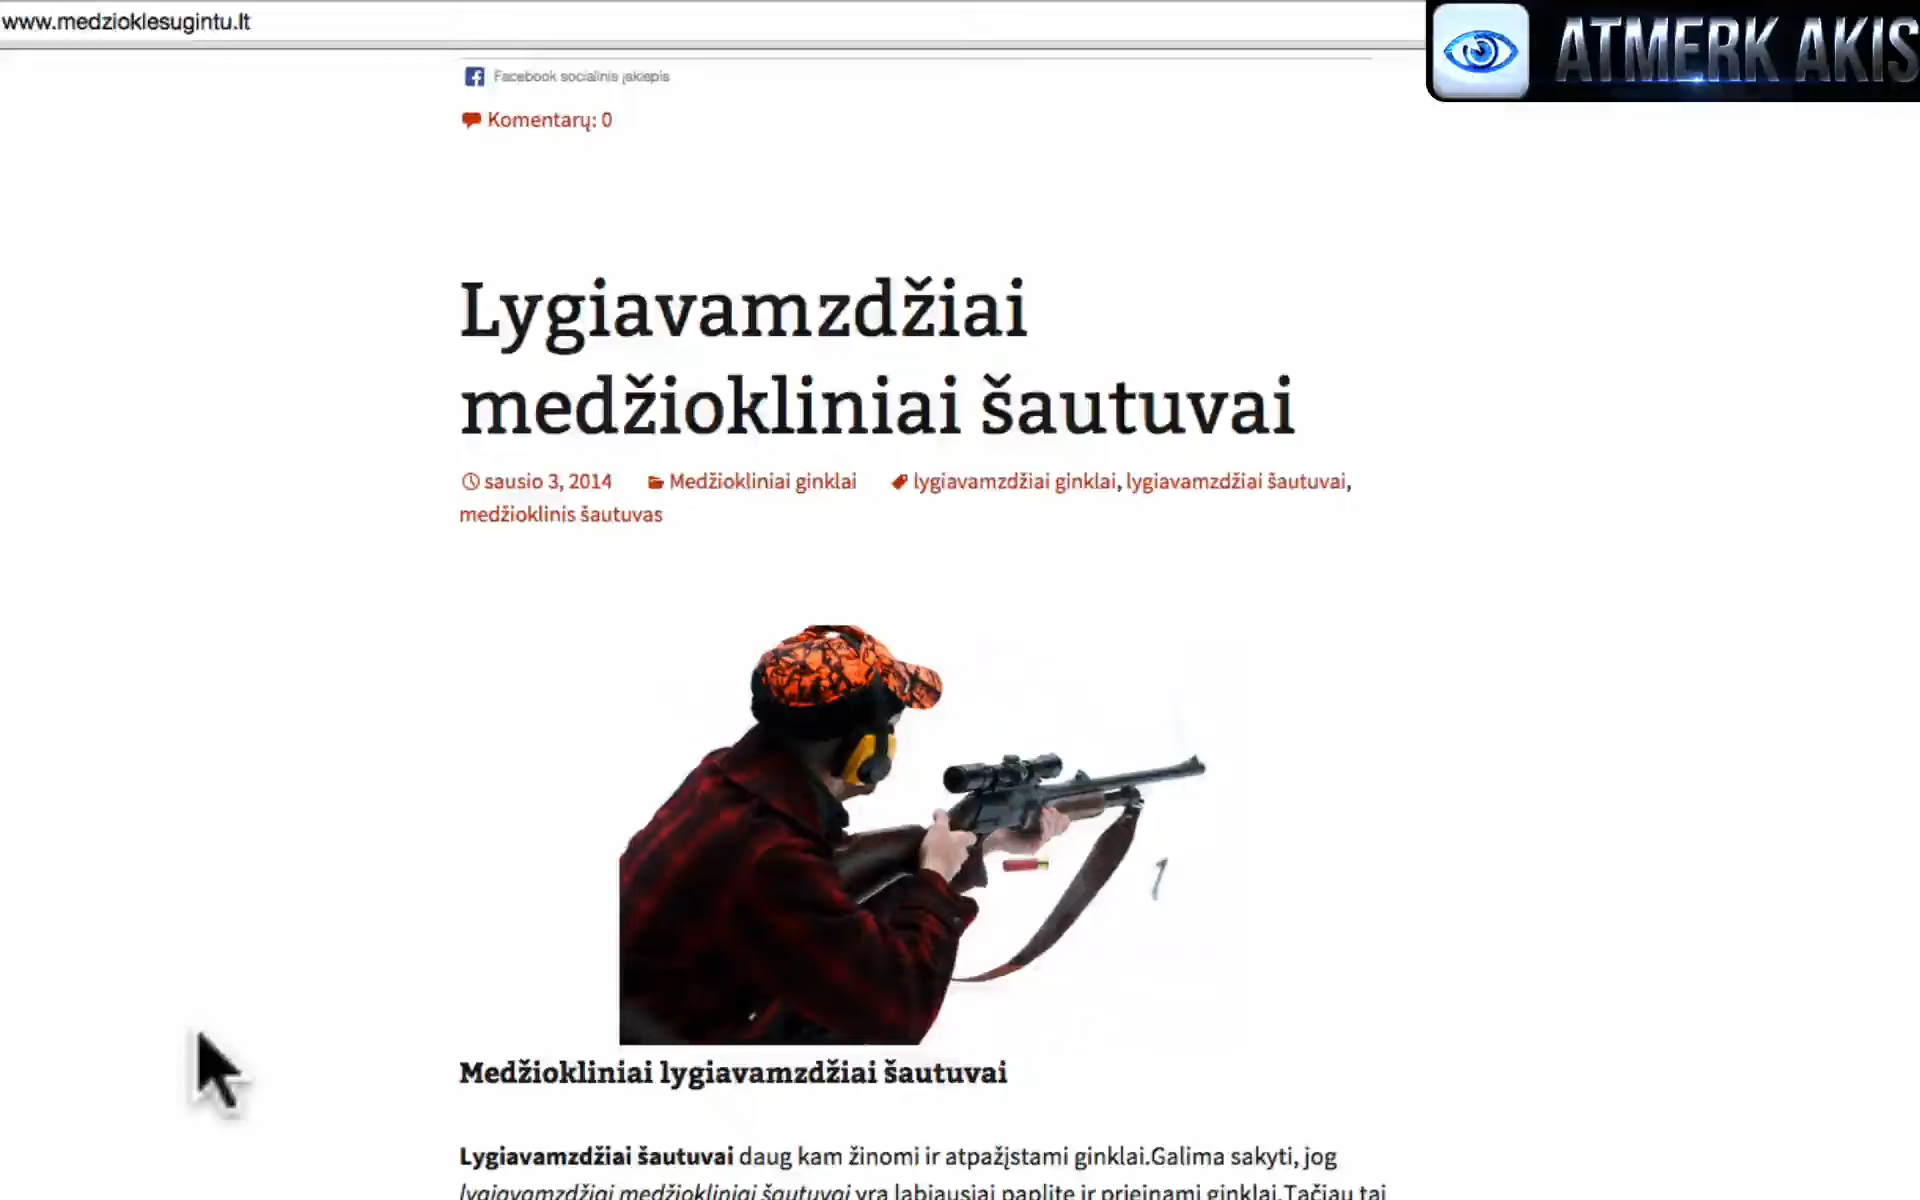 www.medzioklesugintu.lt
ATMERK AKIS
Facebook socialinis įskiepis
Komentarų: 0
Lygiavamzdžiai
medžiokliniai šautuvai
sausio 3, 2014 Medžiokliniai ginklai lygiavamzdžiai ginklai, lygiavamzdžiai šautuvai,
medžioklinis šautuvas
Medžiokliniai lygiavamzdžiai šautuvai
Lygiavamzdžiai šautuvai daug kam žinomi ir atpažįstami ginklai.Galima sakyti, jog
lygiavamzdžiai medžiokliniai šautuvai yra labiausiai paplitę ir prieinami ginklai.Tačiau tai